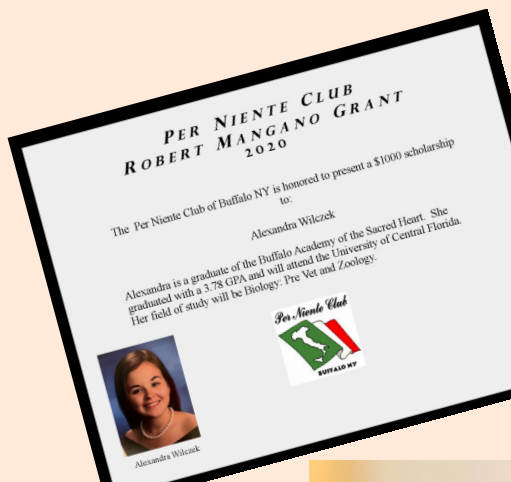 PER NIENTE CLUB
ROBERT MANGANO GRANT
2020
The Per Niente Club of Buffalo NY is honored to present a $1000 scholarship
to:
Alexandra Wilczek
Alexandra is a graduate of the Buffalo Academy of the Sacred Heart. She
graduated with a 3.78 GPA and will attend the University of Central Florida.
Her field of study will be Biology: Pre Vet and Zoology.
Per Niente Club
BUFFALO NY
Alexandra Wilczek